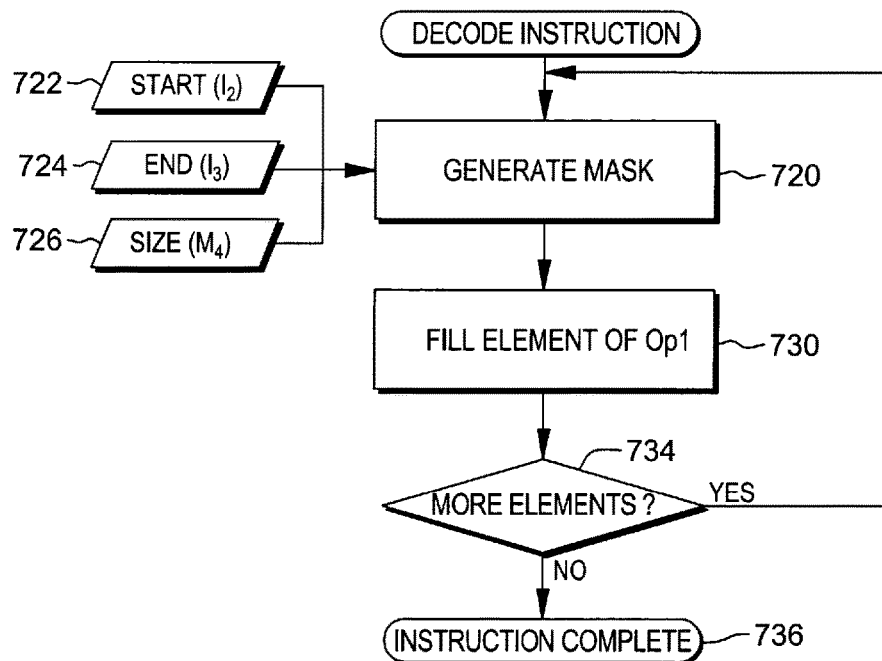 DECODE INSTRUCTION
722 START (I₂)
724 END (I₃)
726 SIZE (M₄)
GENERATE MASK
720
FILL ELEMENT OF Op1
730
734
MORE ELEMENTS ?
YES
NO
INSTRUCTION COMPLETE
736